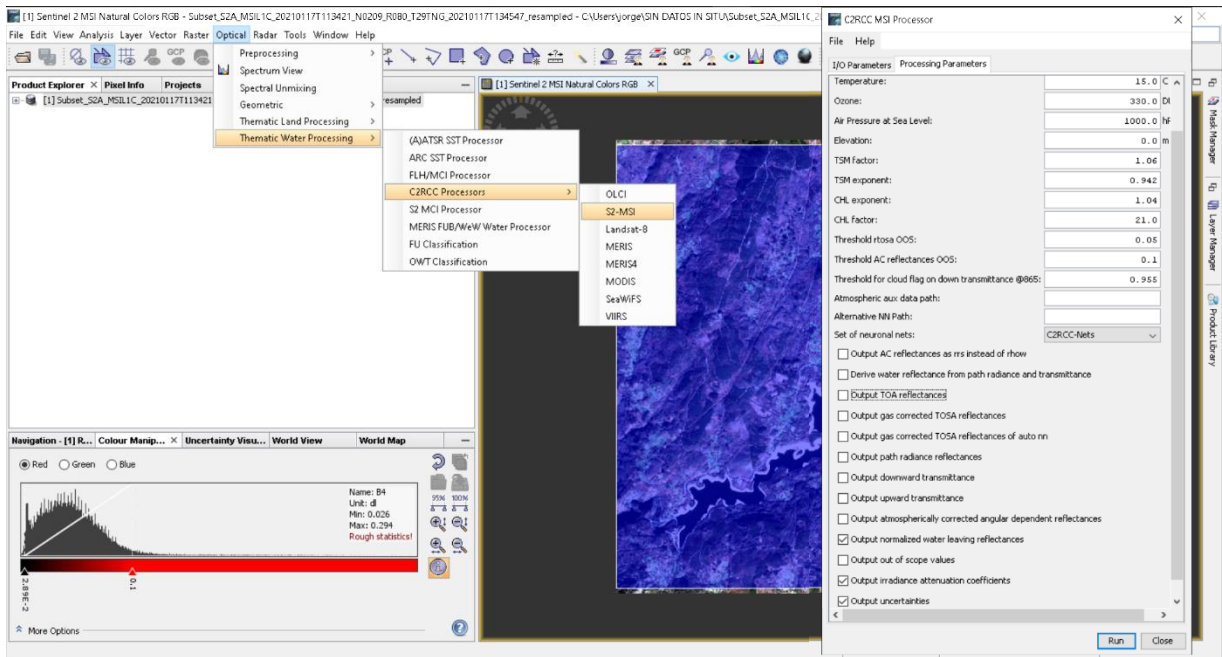 [1] Sentinel 2 MSI Natural Colors RGB - Subset_S2A_MSIL1C_20210117T113421_N0209_R080_T29TNG_20210117T134547_resampled - C:\Users\jorge\SIN DATOS IN SITU\Subset_S2A_MSIL1C_2
File Edit View Analysis Layer Vector Raster Optical Radar Tools Window Help
GCP
Product Explorer × Pixel Info Projects
[1] Subset_S2A_MSIL1C_20210117T113421
resampled
Preprocessing >
Spectrum View
Spectral Unmixing
Geometric >
Thematic Land Processing >
Thematic Water Processing >
(A)ATSR SST Processor
ARC SST Processor
FLH/MCI Processor
C2RCC Processors >
S2 MCI Processor
MERIS FUB/WeW Water Processor
FU Classification
OWT Classification
OLCI
S2-MSI
Landsat-8
MERIS
MERIS4
MODIS
SeaWiFS
VIIRS
[1] Sentinel 2 MSI Natural Colors RGB ×
Navigation - [1] R... Colour Manip... × Uncertainty Visu... World View World Map
Red Green Blue
Name: B4
Unit: dl
Min: 0.026
Max: 0.294
Rough statistics!
95% 100%
2.89E-2
0.1
More Options
C2RCC MSI Processor
File Help
I/O Parameters Processing Parameters
Temperature: 15.0 C
Ozone: 330.0
Air Pressure at Sea Level: 1000.0
Elevation: 0.0 m
TSM factor: 1.06
TSM exponent: 0.942
CHL exponent: 1.04
CHL factor: 21.0
Threshold rtosa OOS: 0.05
Threshold AC reflectances OOS: 0.1
Threshold for cloud flag on down transmittance @865: 0.955
Atmospheric aux data path:
Alternative NN Path:
Set of neuronal nets: C2RCC-Nets
Output AC reflectances as rrs instead of rhow
Derive water reflectance from path radiance and transmittance
Output TOA reflectances
Output gas corrected TOSA reflectances
Output gas corrected TOSA reflectances of auto nn
Output path radiance reflectances
Output downward transmittance
Output upward transmittance
Output atmospherically corrected angular dependent reflectances
Output normalized water leaving reflectances
Output out of scope values
Output irradiance attenuation coefficients
Output uncertainties
Run Close
Mask Manager
Layer Manager
Product Library